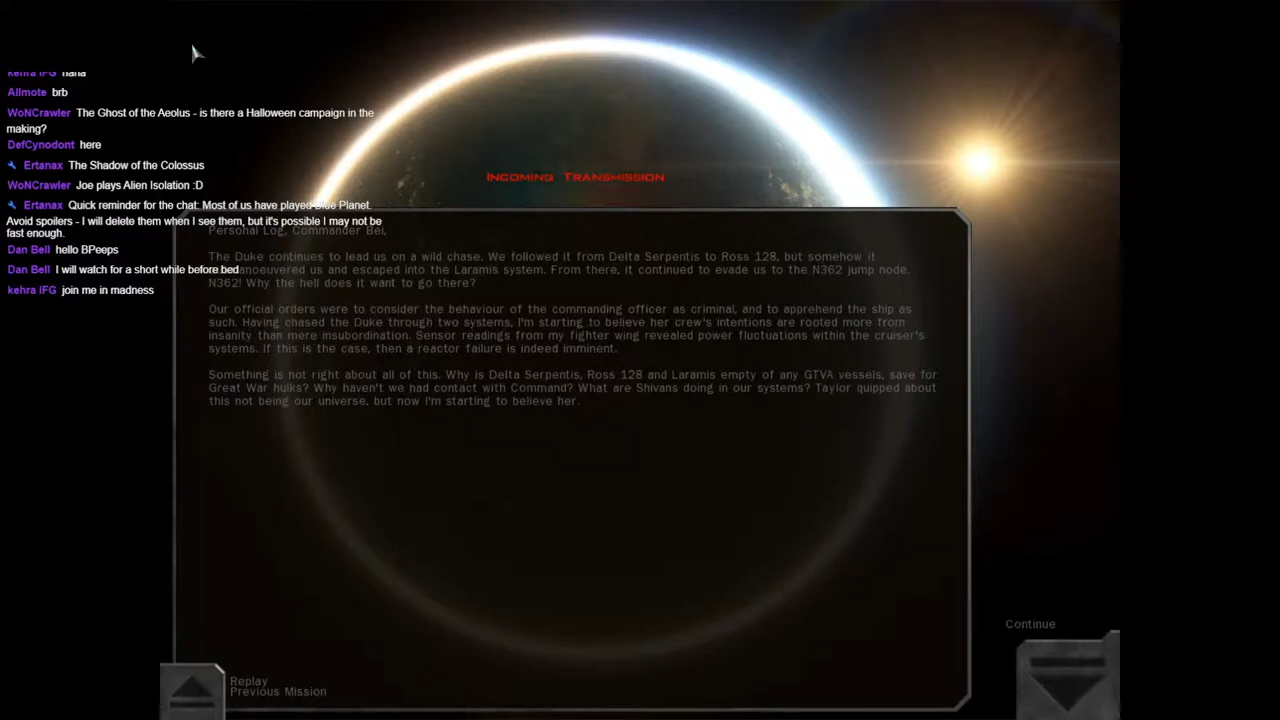 kehra IFG haha
Allmote brb
WoNCrawler The Ghost of the Aeolus - is there a Halloween campaign in the
making?
DefCynodont here
Ertanax The Shadow of the Colossus
WoNCrawler Joe plays Alien Isolation :D
Ertanax Quick reminder for the chat: Most of us have played Blue Planet.
Avoid spoilers - I will delete them when I see them, but it's possible I may not be
fast enough.
Dan Bell hello BPeeps
Dan Bell I will watch for a short while before bed
kehra IFG join me in madness
Incoming Transmission
Personal Log, Commander Bei,
The Duke continues to lead us on a wild chase. We followed it from Delta Serpentis to Ross 128, but somehow it
anoeuvered us and escaped into the Laramis system. From there, it continued to evade us to the N362 jump node.
N362! Why the hell does it want to go there?
Our official orders were to consider the behaviour of the commanding officer as criminal, and to apprehend the ship as
such. Having chased the Duke through two systems, I'm starting to believe her crew's intentions are rooted more from
insanity than mere insubordination. Sensor readings from my fighter wing revealed power fluctuations within the cruiser's
systems. If this is the case, then a reactor failure is indeed imminent.
Something is not right about all of this. Why is Delta Serpentis, Ross 128 and Laramis empty of any GTVA vessels, save for
Great War hulks? Why haven't we had contact with Command? What are Shivans doing in our systems? Taylor quipped about
this not being our universe, but now I'm starting to believe her.
Continue
Replay
Previous Mission